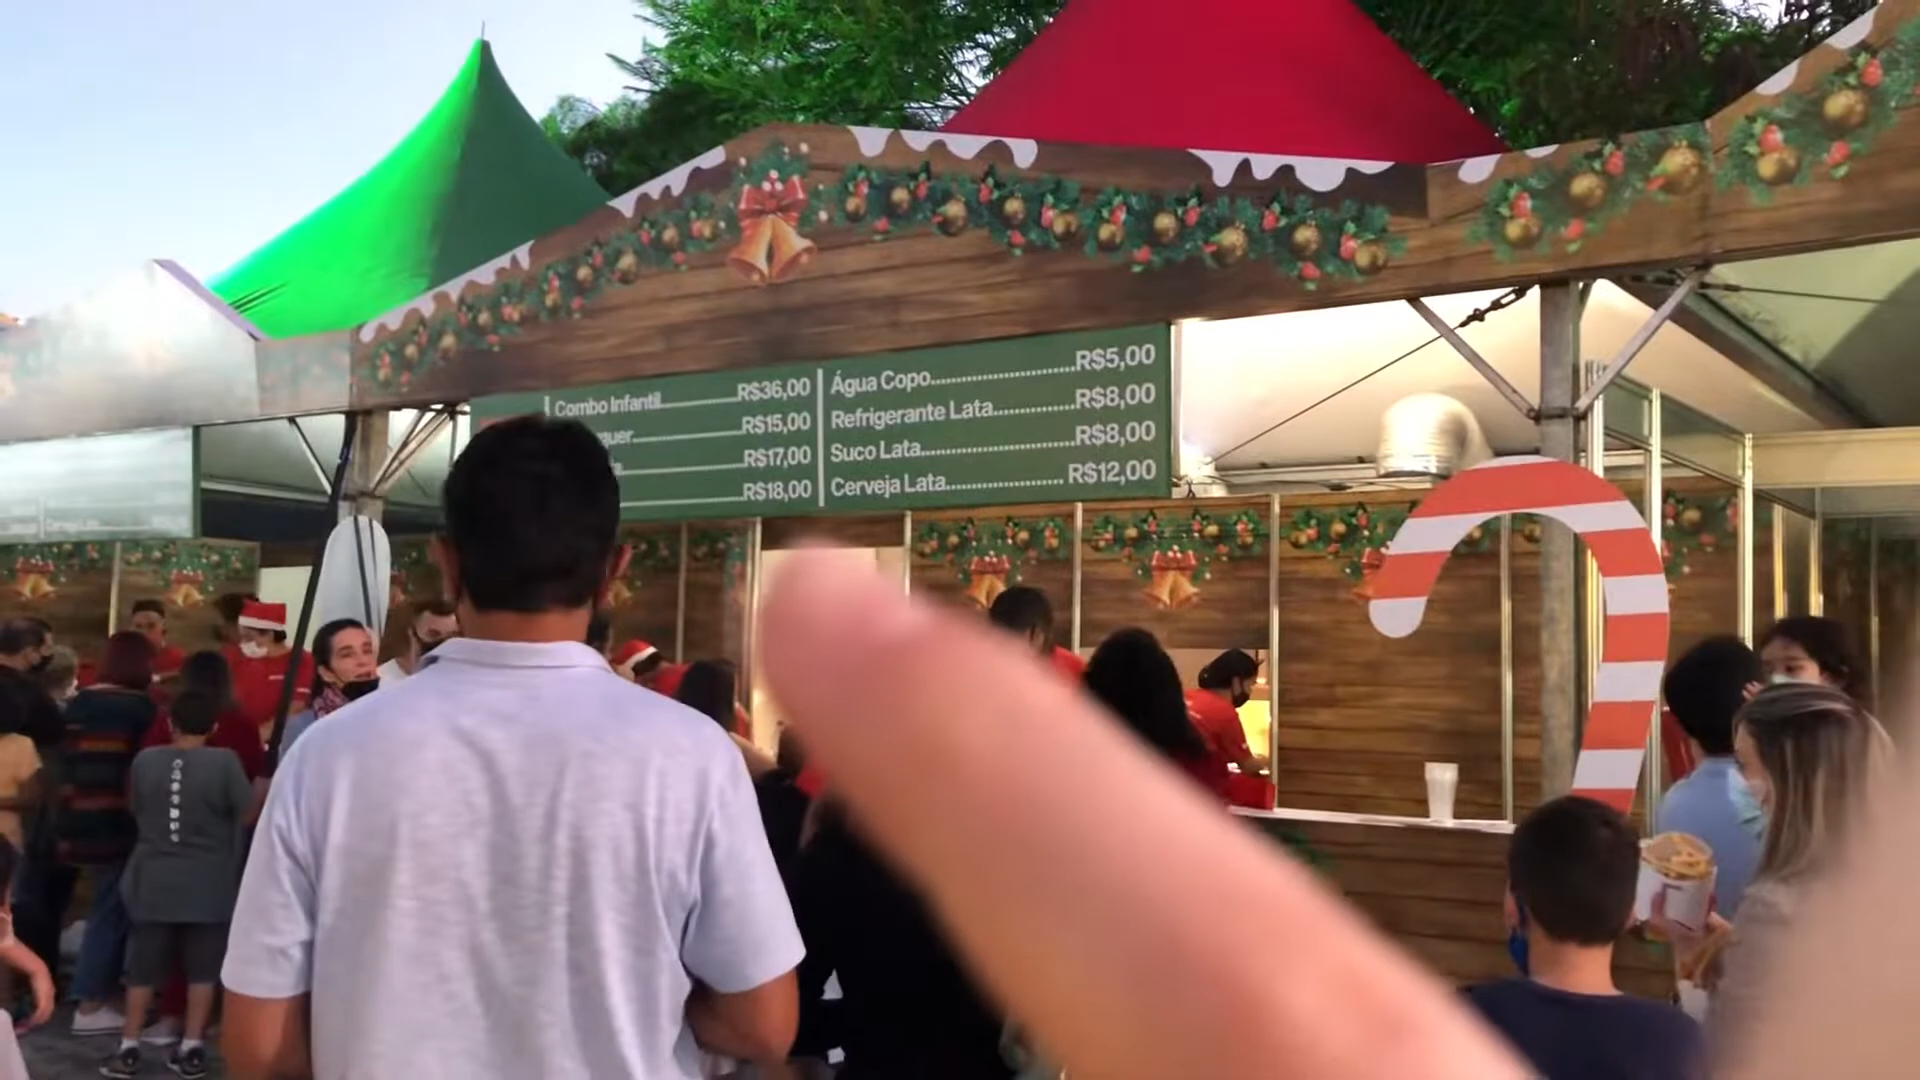 Combo Infantil R$36,00
R$15,00
R$17,00
R$18,00
Água Copo R$5,00
Refrigerante Lata R$8,00
Suco Lata R$8,00
Cerveja Lata R$12,00